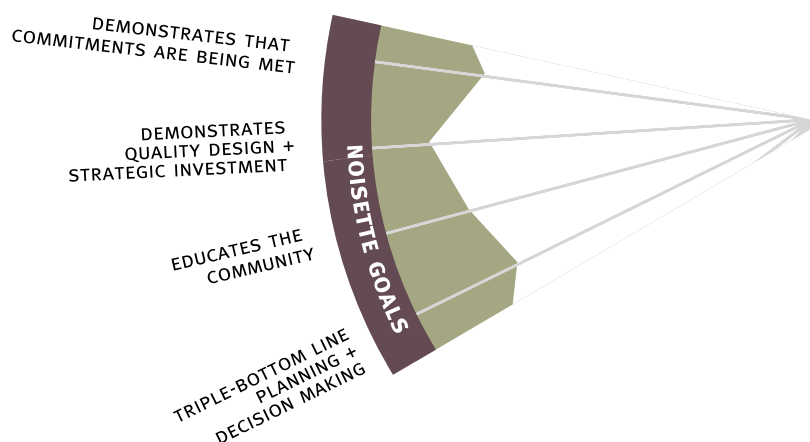 DEMONSTRATES THAT
COMMITMENTS ARE BEING MET
DEMONSTRATES
QUALITY DESIGN +
STRATEGIC INVESTMENT
NOISETTE GOALS
EDUCATES THE
COMMUNITY
TRIPLE-BOTTOM LINE
PLANNING +
DECISION MAKING